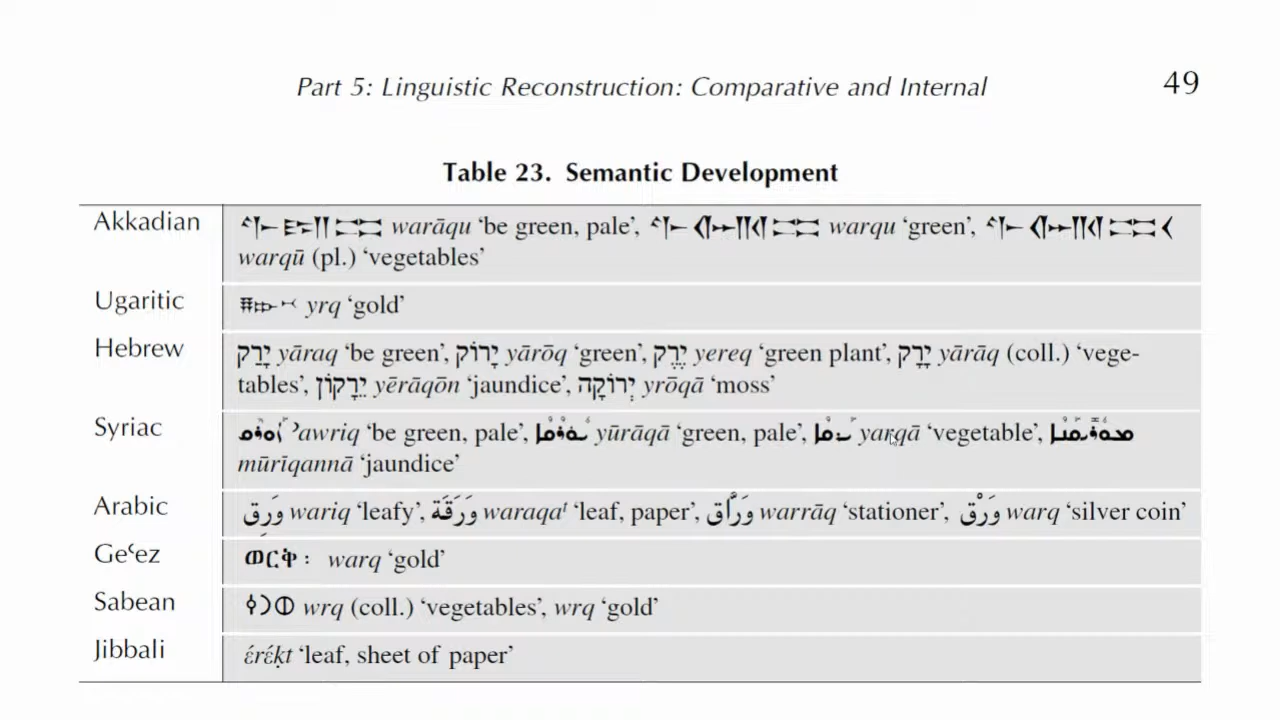 Part 5: Linguistic Reconstruction: Comparative and Internal 49
Table 23. Semantic Development
Akkadian warāqu ‘be green, pale’, warqu ‘green’,
warqū (pl.) ‘vegetables’
Ugaritic 𐎊𐎗𐎖 yrq ‘gold’
Hebrew יָרַק yāraq ‘be green’, יָרוֹק yārōq ‘green’, יֶרֶק yereq ‘green plant’, יָרָק yārāq (coll.) ‘vege-
tables’, יֵרָקוֹן yērāqōn ‘jaundice’, יְרוֹקָה yrōqā ‘moss’
Syriac ʾawriq ‘be green, pale’, yūrāqā ‘green, pale’, yarqā ‘vegetable’,
mūrīqannā ‘jaundice’
Arabic وَرِق wariq ‘leafy’, وَرَقَة waraqaᵗ ‘leaf, paper’, وَرَّاق warrāq ‘stationer’, وَرْق warq ‘silver coin’
Geʿez ወርቅ፡ warq ‘gold’
Sabean 𐩥𐩧𐩤 wrq (coll.) ‘vegetables’, wrq ‘gold’
Jibbali ɛ́rɛ́ḳt ‘leaf, sheet of paper’